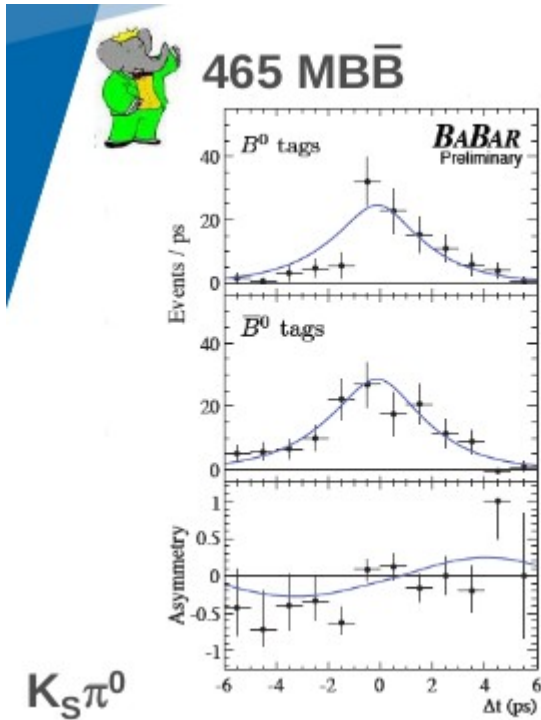 465 MBB̅
B⁰ tags
BABAR
Preliminary
40
20
0
Events / ps
B̅⁰ tags
40
20
0
1
0.5
0
-0.5
-1
Asymmetry
-6 -4 -2 0 2 4 6
Δt (ps)
K_Sπ⁰